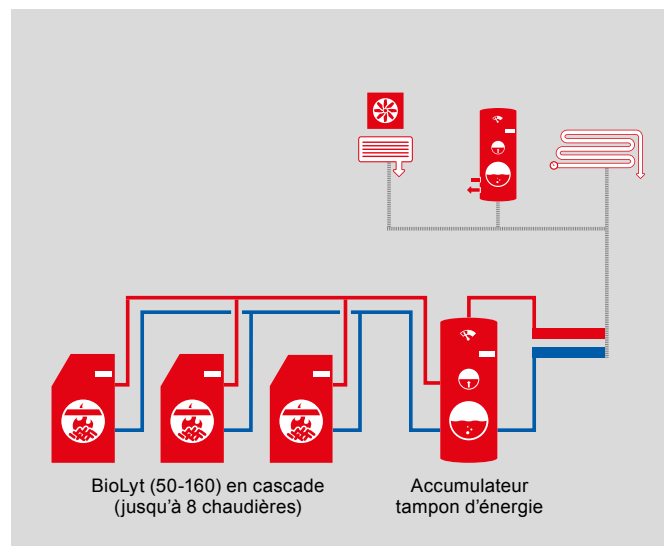 BioLyt (50-160) en cascade
(jusqu'à 8 chaudières)
Accumulateur
tampon d'énergie